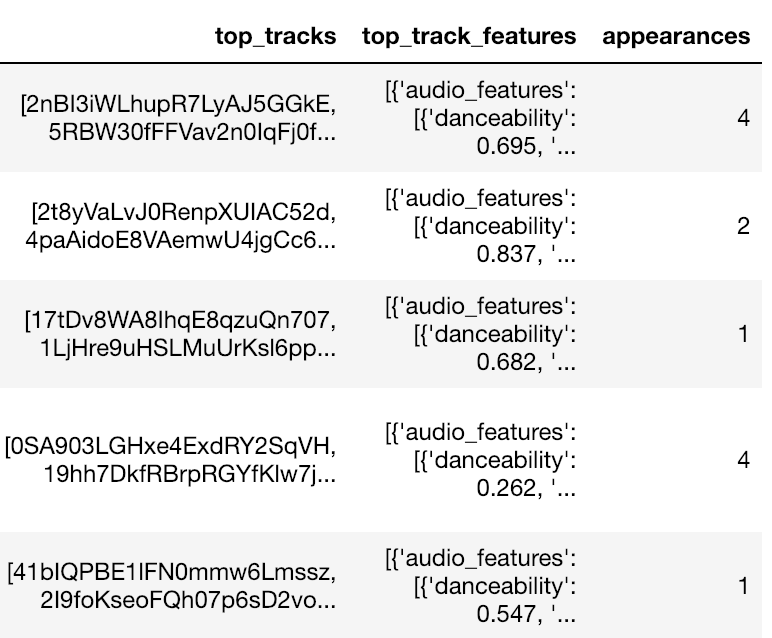 top_tracks top_track_features appearances
[2nBI3iWLhupR7LyAJ5GGkE, 5RBW30fFFVav2n0IqFj0f... [{'audio_features': [{'danceability': 0.695, '... 4
[2t8yVaLvJ0RenpXUIAC52d, 4paAidoE8VAemwU4jgCc6... [{'audio_features': [{'danceability': 0.837, '... 2
[17tDv8WA8IhqE8qzuQn707, 1LjHre9uHSLMuUrKsl6pp... [{'audio_features': [{'danceability': 0.682, '... 1
[0SA903LGHxe4ExdRY2SqVH, 19hh7DkfRBrpRGYfKlw7j... [{'audio_features': [{'danceability': 0.262, '... 4
[41bIQPBE1lFN0mmw6Lmssz, 2I9foKseoFQh07p6sD2vo... [{'audio_features': [{'danceability': 0.547, '... 1